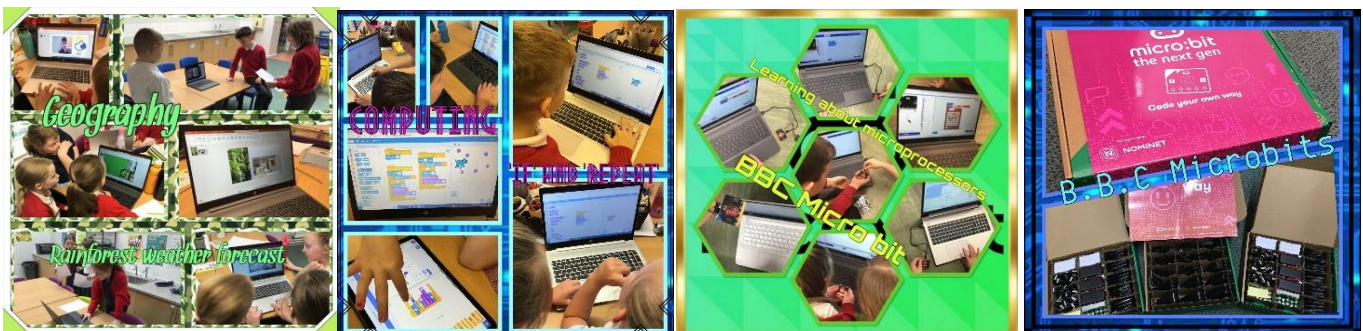 Geography
Rainforest weather forecast
COMPUTING
'IF' AND 'REPEAT'
Learning about microprocessors
BBC Micro bit
micro:bit
the next gen
Code your own way
NOMINET
B.B.C Microbits